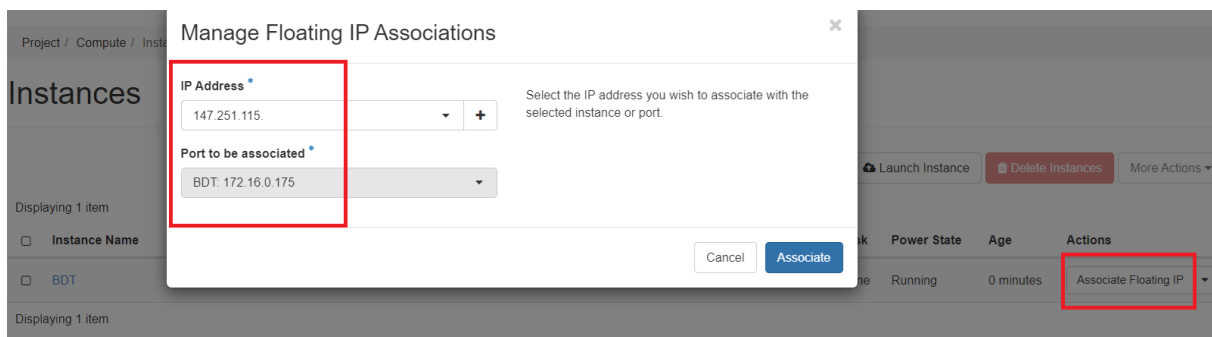 Project / Compute / Insta
Manage Floating IP Associations
×
Instances
IP Address *
147.251.115.
+
Select the IP address you wish to associate with the
selected instance or port.
Port to be associated *
BDT: 172.16.0.175
Launch Instance
Delete Instances
More Actions
Displaying 1 item
Cancel
Associate
Instance Name
sk
Power State
Age
Actions
BDT
ne
Running
0 minutes
Associate Floating IP
Displaying 1 item